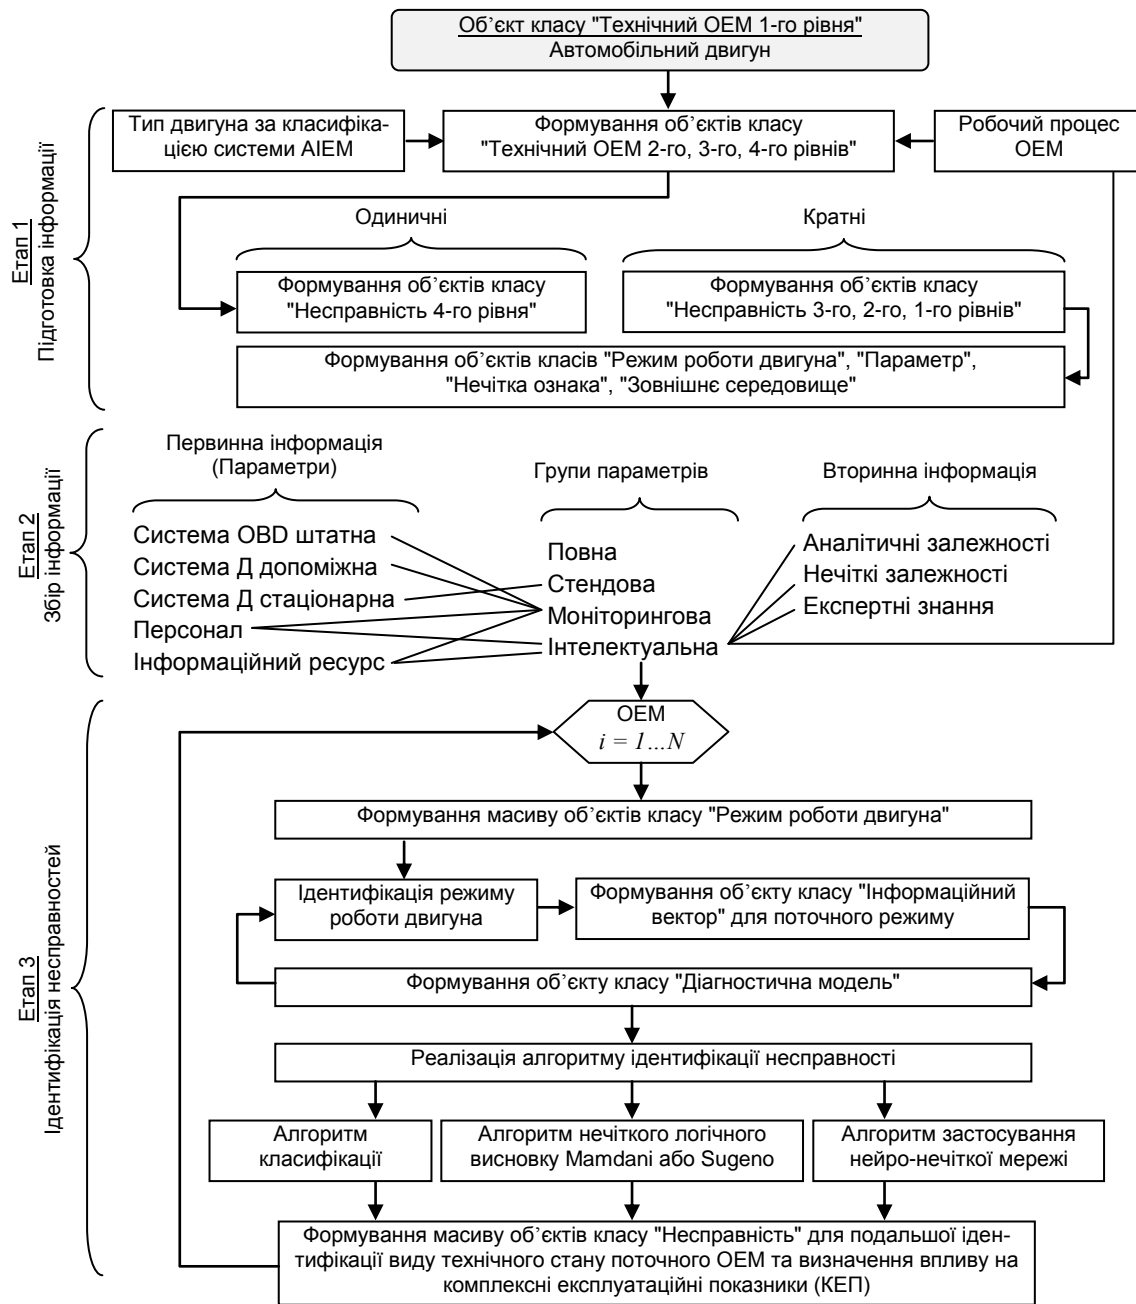 Об’єкт класу "Технічний ОЕМ 1-го рівня"
Автомобільний двигун
Етап 1
Підготовка інформації
Тип двигуна за класифіка-
цією системи АІЕМ
Формування об’єктів класу
"Технічний ОЕМ 2-го, 3-го, 4-го рівнів"
Робочий процес
ОЕМ
Одиничні
Кратні
Формування об’єктів класу
"Несправність 4-го рівня"
Формування об’єктів класу
"Несправність 3-го, 2-го, 1-го рівнів"
Формування об’єктів класів "Режим роботи двигуна", "Параметр",
"Нечітка ознака", "Зовнішнє середовище"
Етап 2
Збір інформації
Первинна інформація
(Параметри)
Система OBD штатна
Система Д допоміжна
Система Д стаціонарна
Персонал
Інформаційний ресурс
Групи параметрів
Повна
Стендова
Моніторингова
Інтелектуальна
Вторинна інформація
Аналітичні залежності
Нечіткі залежності
Експертні знання
Етап 3
Ідентифікація несправностей
ОЕМ
i = 1...N
Формування масиву об’єктів класу "Режим роботи двигуна"
Ідентифікація режиму
роботи двигуна
Формування об’єкту класу "Інформаційний
вектор" для поточного режиму
Формування об’єкту класу "Діагностична модель"
Реалізація алгоритму ідентифікації несправності
Алгоритм
класифікації
Алгоритм нечіткого логічного
висновку Mamdani або Sugeno
Алгоритм застосування
нейро-нечіткої мережі
Формування масиву об’єктів класу "Несправність" для подальшої іден-
тифікації виду технічного стану поточного ОЕМ та визначення впливу на
комплексні експлуатаційні показники (КЕП)